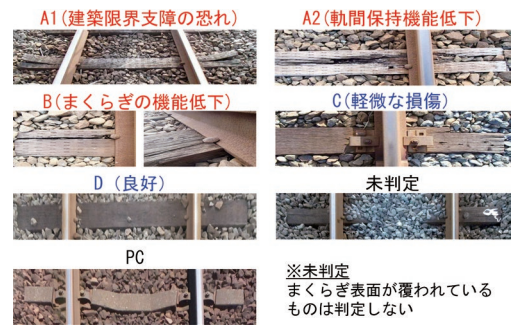 A1(建築限界支障の恐れ)
A2(軌間保持機能低下)
B(まくらぎの機能低下)
C(軽微な損傷)
D（良好）
未判定
PC
※未判定
まくらぎ表面が覆われている
ものは判定しない